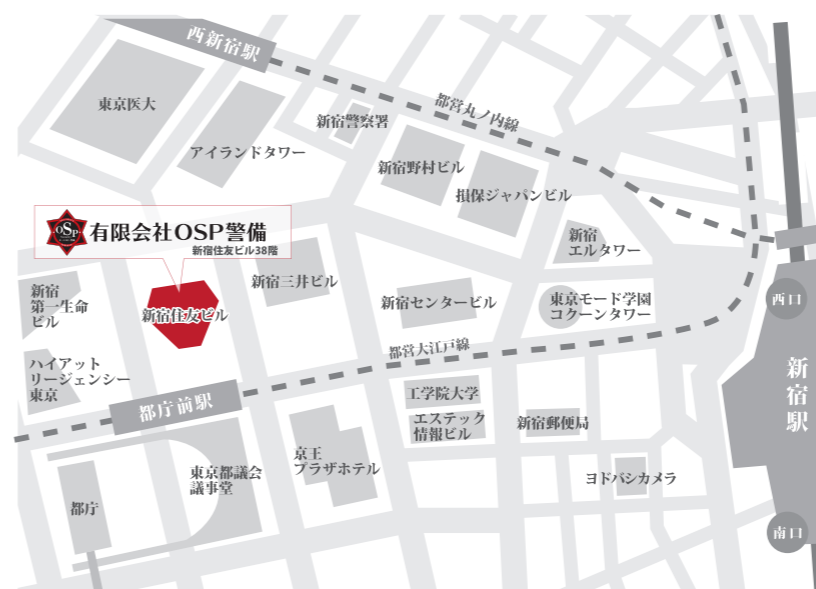 西新宿駅
東京医大
都営丸ノ内線
新宿警察署
アイランドタワー
新宿野村ビル
損保ジャパンビル
OSP
有限会社OSP警備
新宿住友ビル38階
新宿
エルタワー
新宿三井ビル
新宿
第一生命
ビル
新宿住友ビル
新宿センタービル
東京モード学園
コクーンタワー
西口
都営大江戸線
ハイアット
リージェンシー
東京
都庁前駅
工学院大学
エステック
情報ビル
新宿郵便局
新宿駅
京王
プラザホテル
東京都議会
議事堂
ヨドバシカメラ
都庁
南口